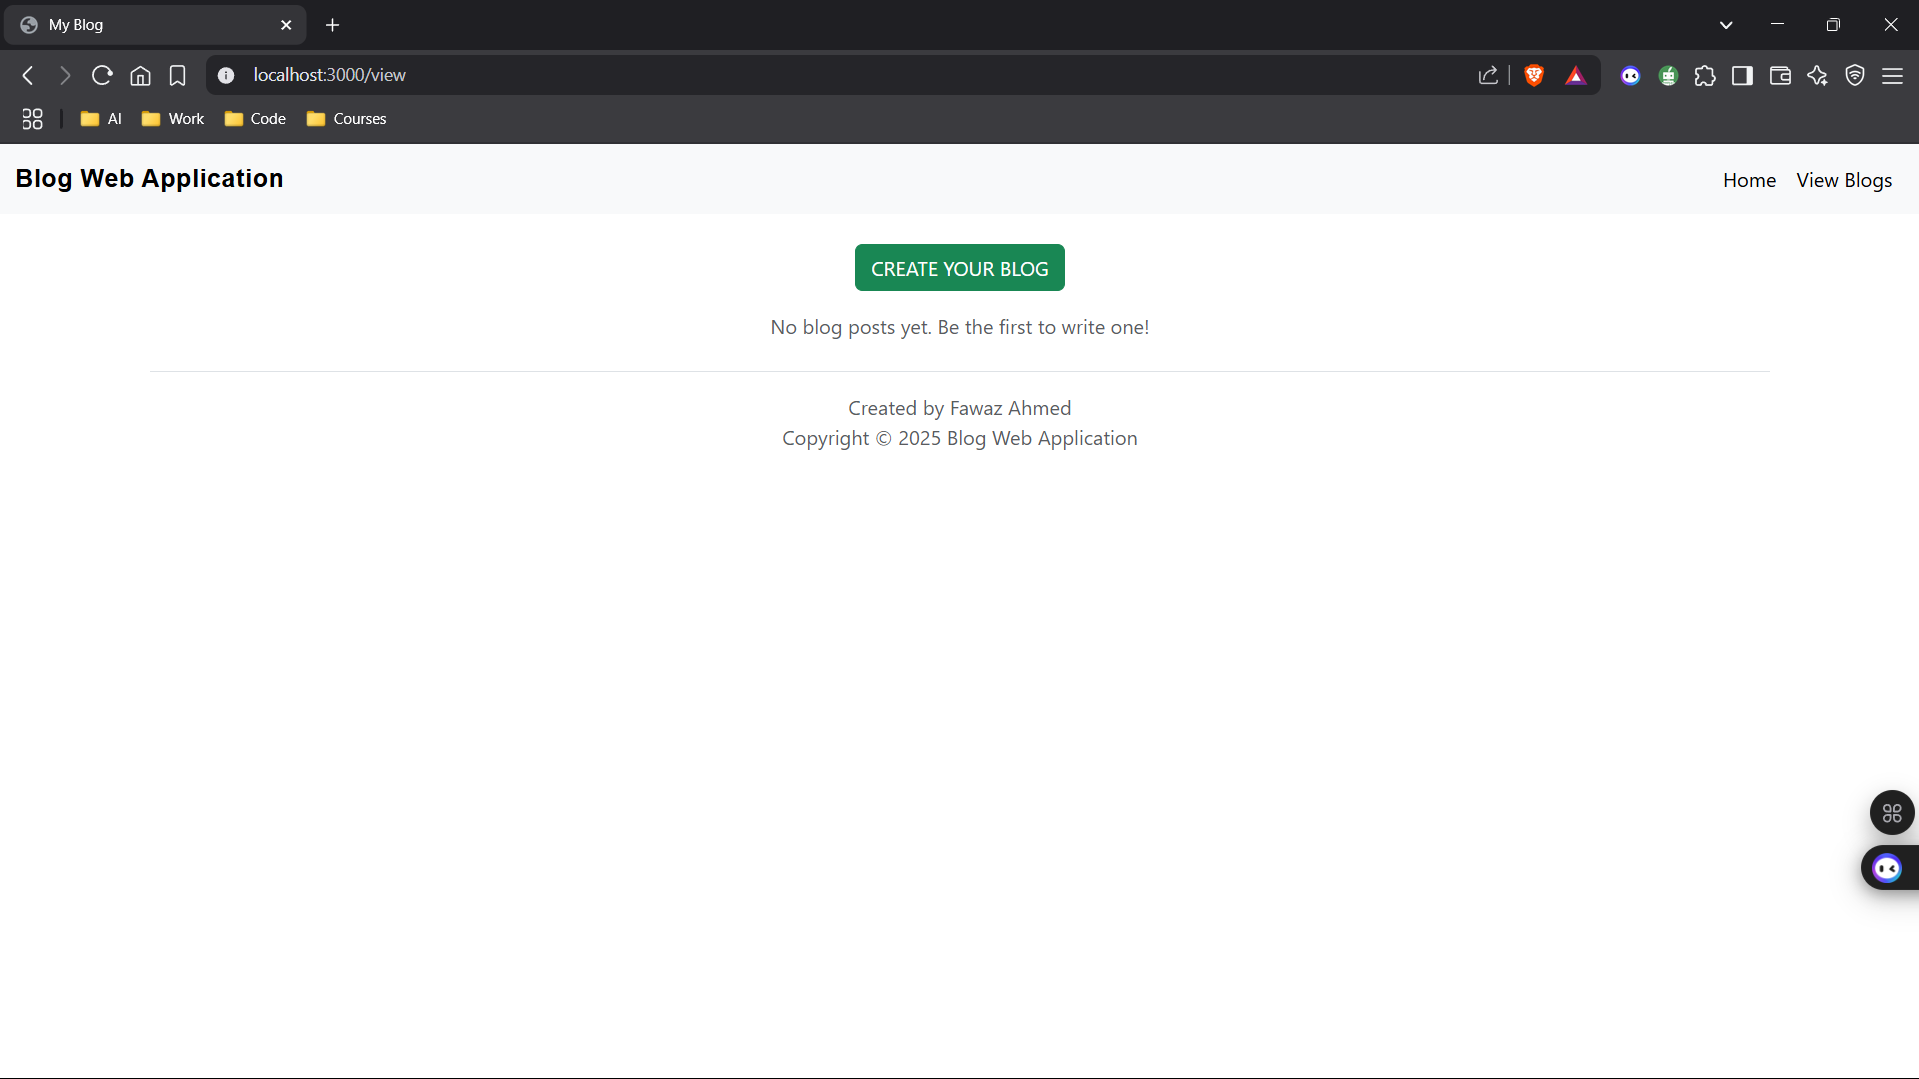 My Blog
localhost:3000/view
AI Work Code Courses
Blog Web Application
Home View Blogs
CREATE YOUR BLOG
No blog posts yet. Be the first to write one!
Created by Fawaz Ahmed
Copyright © 2025 Blog Web Application